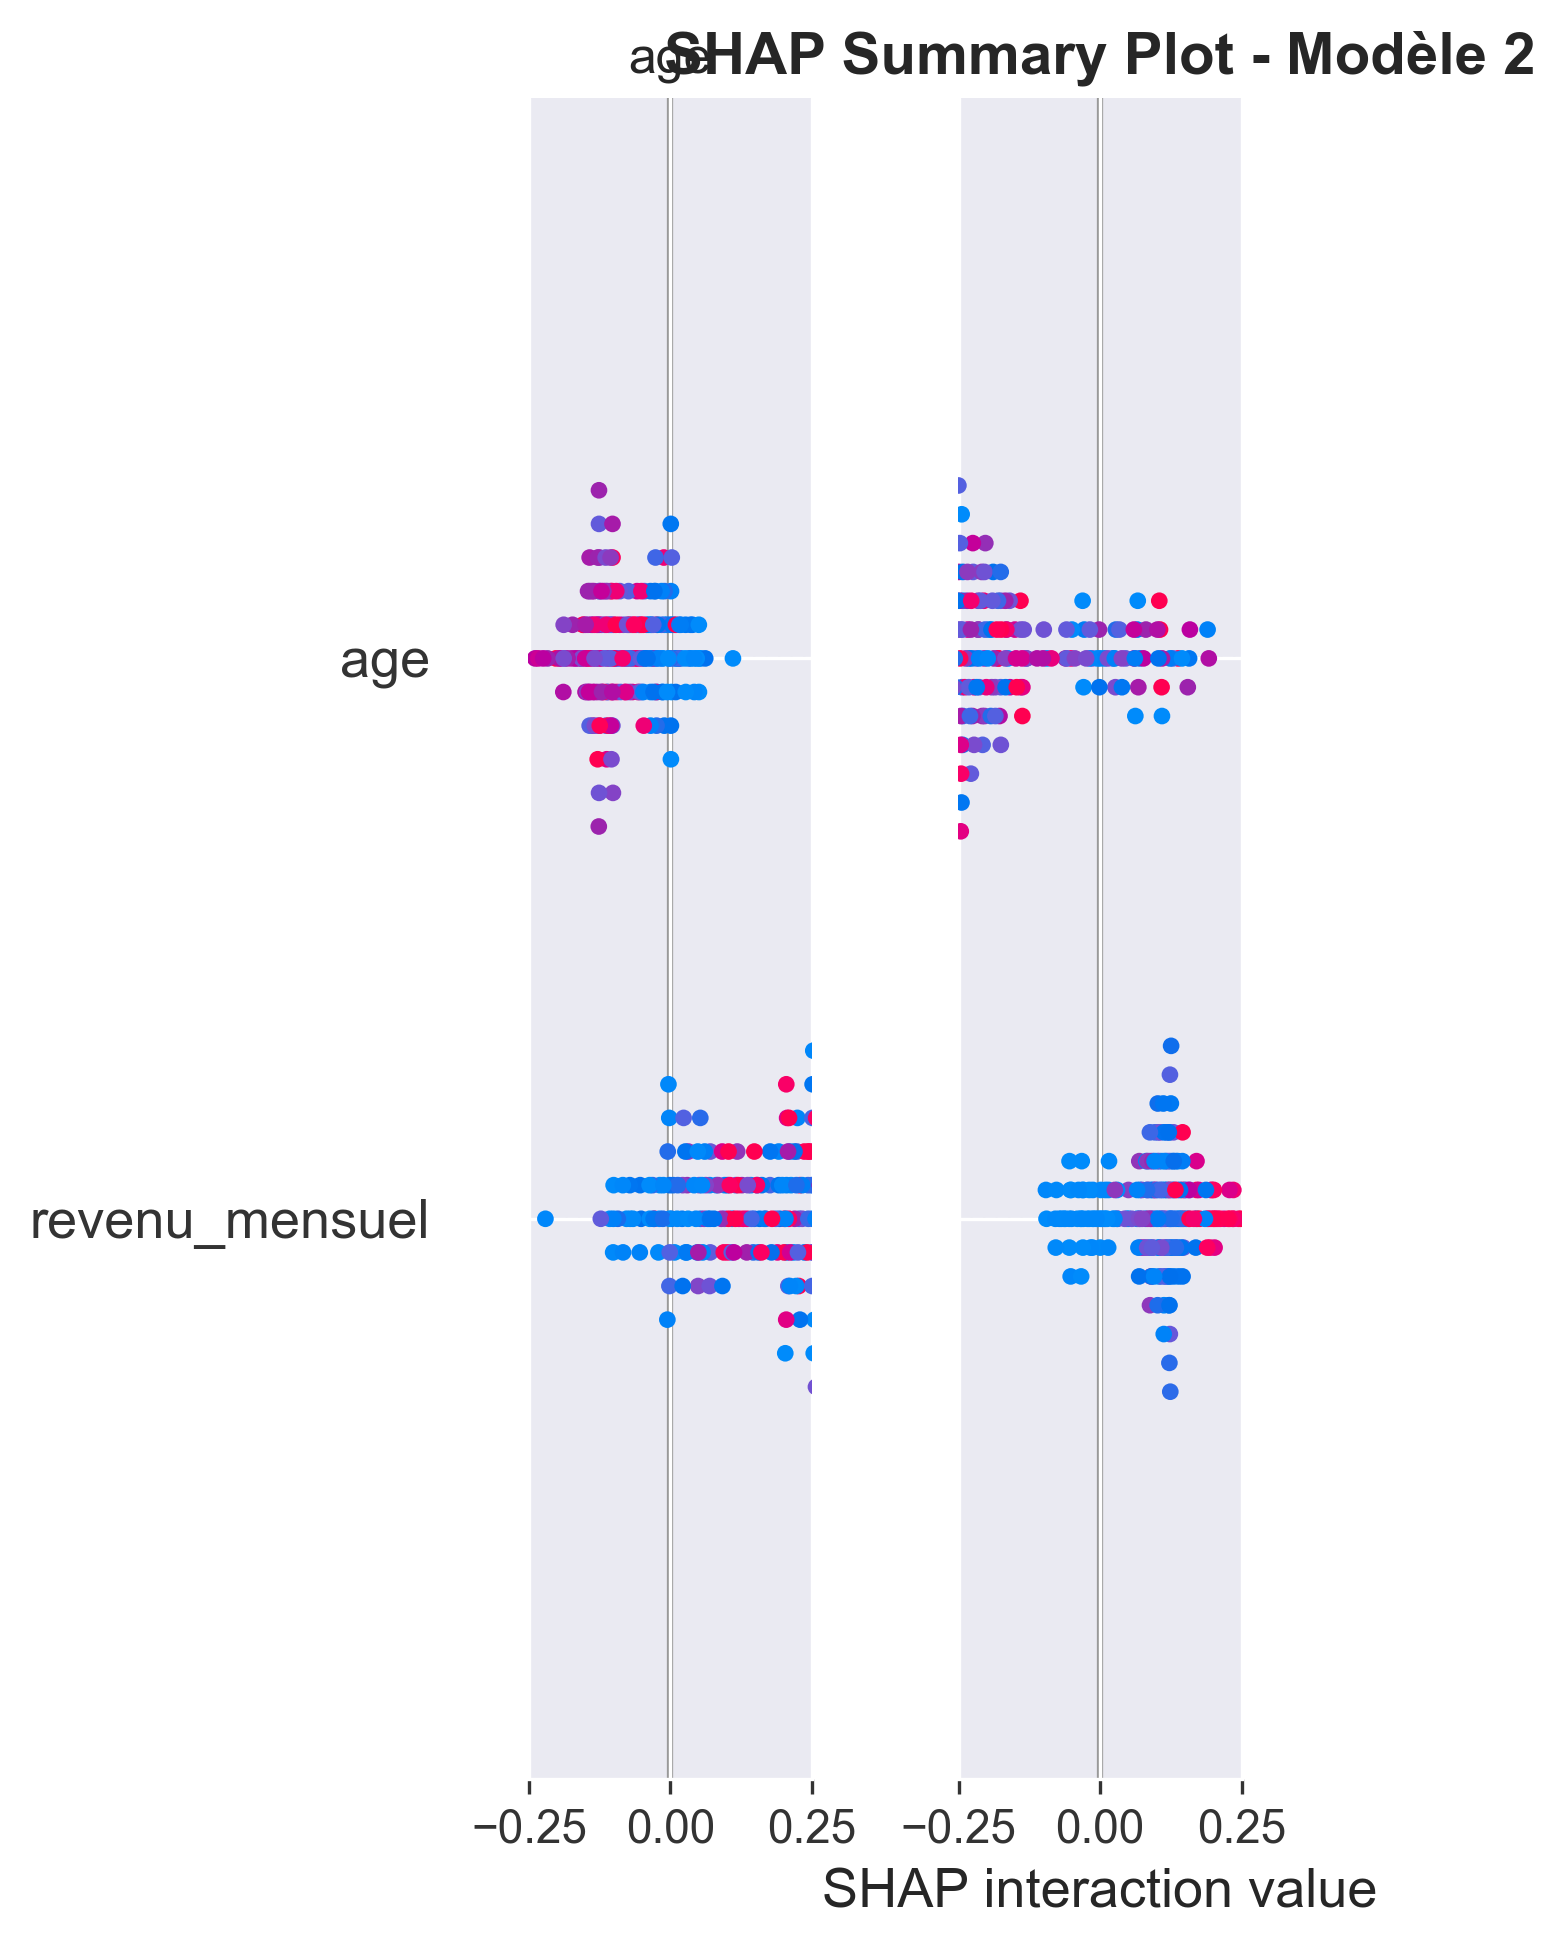 age
SHAP Summary Plot - Modèle 2
age
revenu_mensuel
−0.25 0.00 0.25 −0.25 0.00 0.25
SHAP interaction value